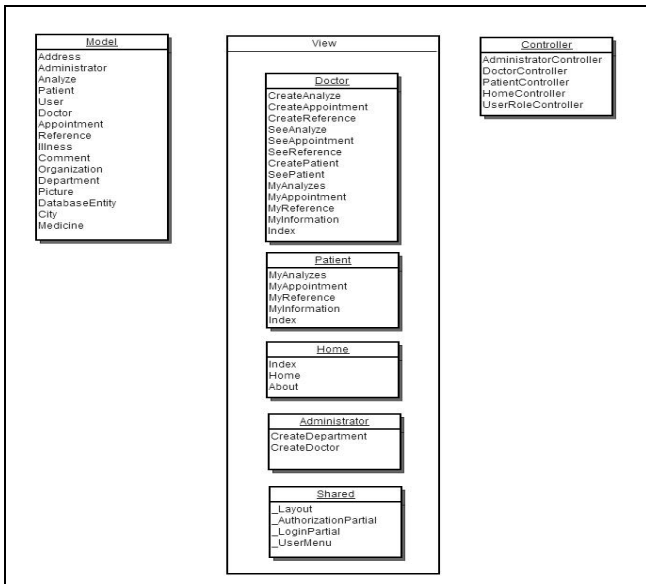 Model
Address
Administrator
Analyze
Patient
User
Doctor
Appointment
Reference
Illness
Comment
Organization
Department
Picture
DatabaseEntity
City
Medicine
View
Doctor
CreateAnalyze
CreateAppointment
CreateReference
SeeAnalyze
SeeAppointment
SeeReference
CreatePatient
SeePatient
MyAnalyzes
MyAppointment
MyReference
MyInformation
Index
Patient
MyAnalyzes
MyAppointment
MyReference
MyInformation
Index
Home
Index
Home
About
Administrator
CreateDepartment
CreateDoctor
Shared
_Layout
_AuthorizationPartial
_LoginPartial
_UserMenu
Controller
AdministratorController
DoctorController
PatientController
HomeController
UserRoleController